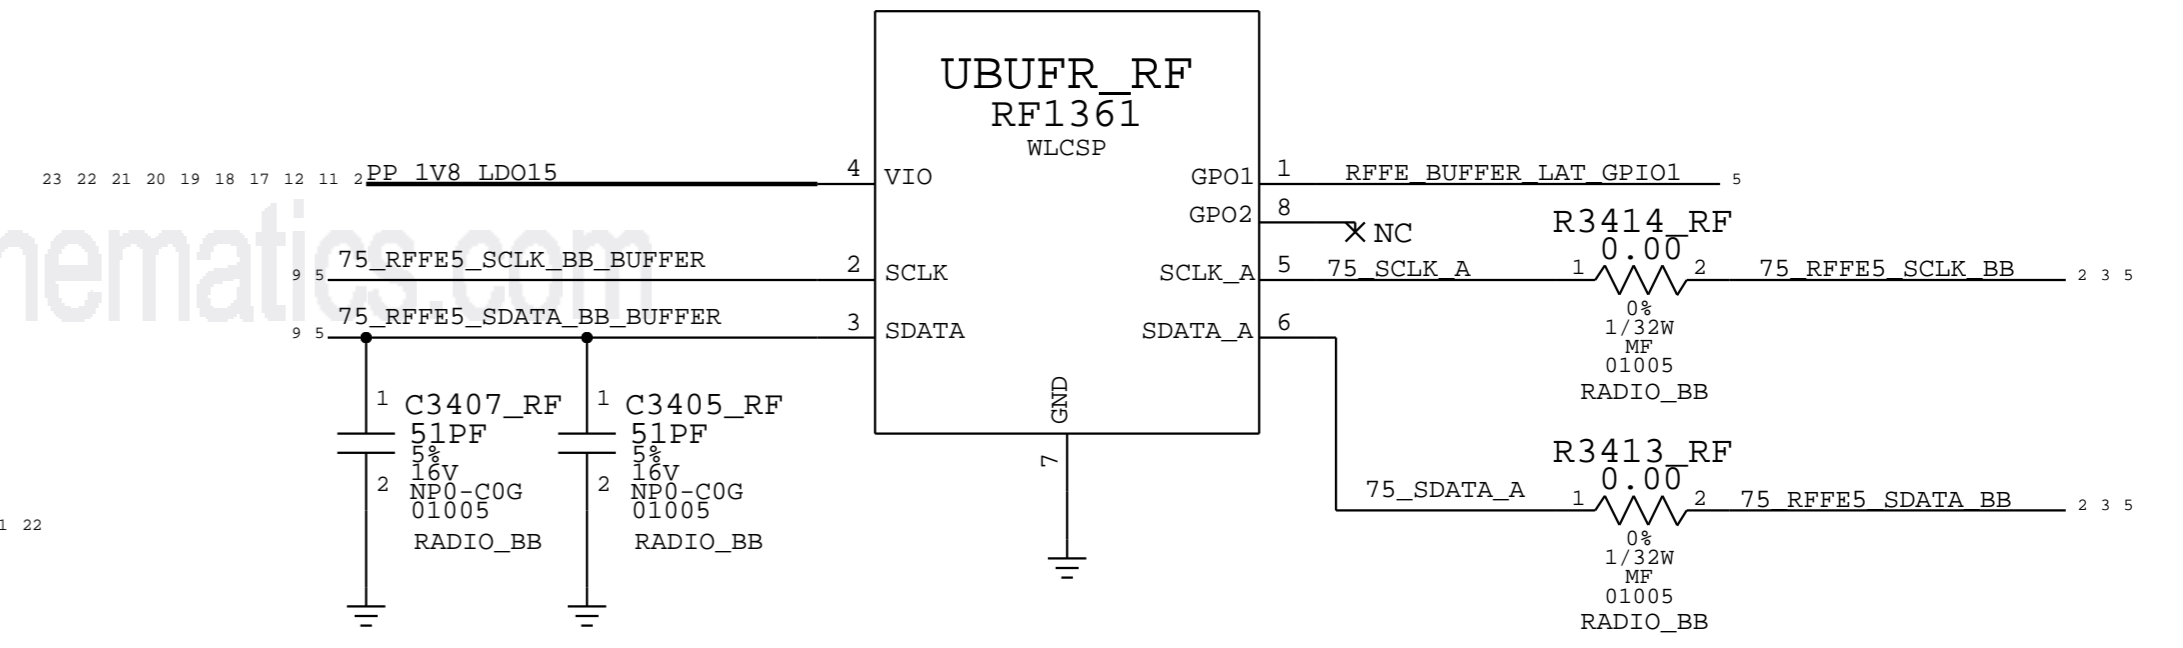 UBUFR_RF
RF1361
WLCSP
23 22 21 20 19 18 17 12 11 2 PP_1V8_LDO15 4 VIO
GPO1 1 RFFE_BUFFER_LAT_GPIO1 5
GPO2 8 NC
9 5 75_RFFE5_SCLK_BB_BUFFER 2 SCLK
SCLK_A 5 75_SCLK_A
R3414_RF
0.00
1 2 75_RFFE5_SCLK_BB 2 3 5
0%
1/32W
MF
01005
RADIO_BB
9 5 75_RFFE5_SDATA_BB_BUFFER 3 SDATA
SDATA_A 6
GND
7
1 C3407_RF
51PF
5%
16V
2 NP0-C0G
01005
RADIO_BB
1 C3405_RF
51PF
5%
16V
2 NP0-C0G
01005
RADIO_BB
R3413_RF
0.00
75_SDATA_A 1 2 75_RFFE5_SDATA_BB 2 3 5
0%
1/32W
MF
01005
RADIO_BB
1 22
hematics.com